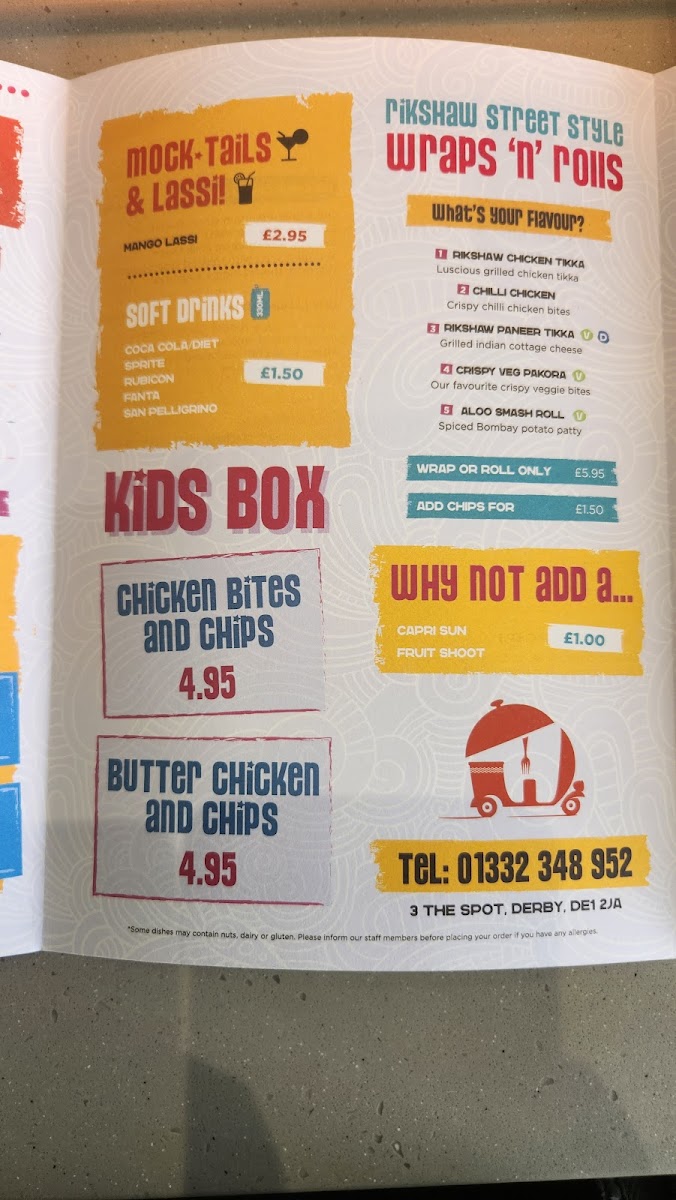 MOCK★TAILS
& LASSI!
MANGO LASSI £2.95
SOFT DRINKS 330ML
COCA COLA/DIET
SPRITE
RUBICON £1.50
FANTA
SAN PELLIGRINO
KIDS BOX
CHICKEN BITES
AND CHIPS
4.95
BUTTER CHICKEN
AND CHIPS
4.95
RIKSHAW STREET STYLE
WRAPS 'N' ROLLS
WHAT'S YOUR FLAVOUR?
1 RIKSHAW CHICKEN TIKKA
Luscious grilled chicken tikka
2 CHILLI CHICKEN
Crispy chilli chicken bites
3 RIKSHAW PANEER TIKKA V D
Grilled indian cottage cheese
4 CRISPY VEG PAKORA V
Our favourite crispy veggie bites
5 ALOO SMASH ROLL V
Spiced Bombay potato patty
WRAP OR ROLL ONLY £5.95
ADD CHIPS FOR £1.50
WHY NOT ADD A...
CAPRI SUN £1.00
FRUIT SHOOT
TEL: 01332 348 952
3 THE SPOT, DERBY, DE1 2JA
*Some dishes may contain nuts, dairy or gluten. Please inform our staff members before placing your order if you have any allergies.